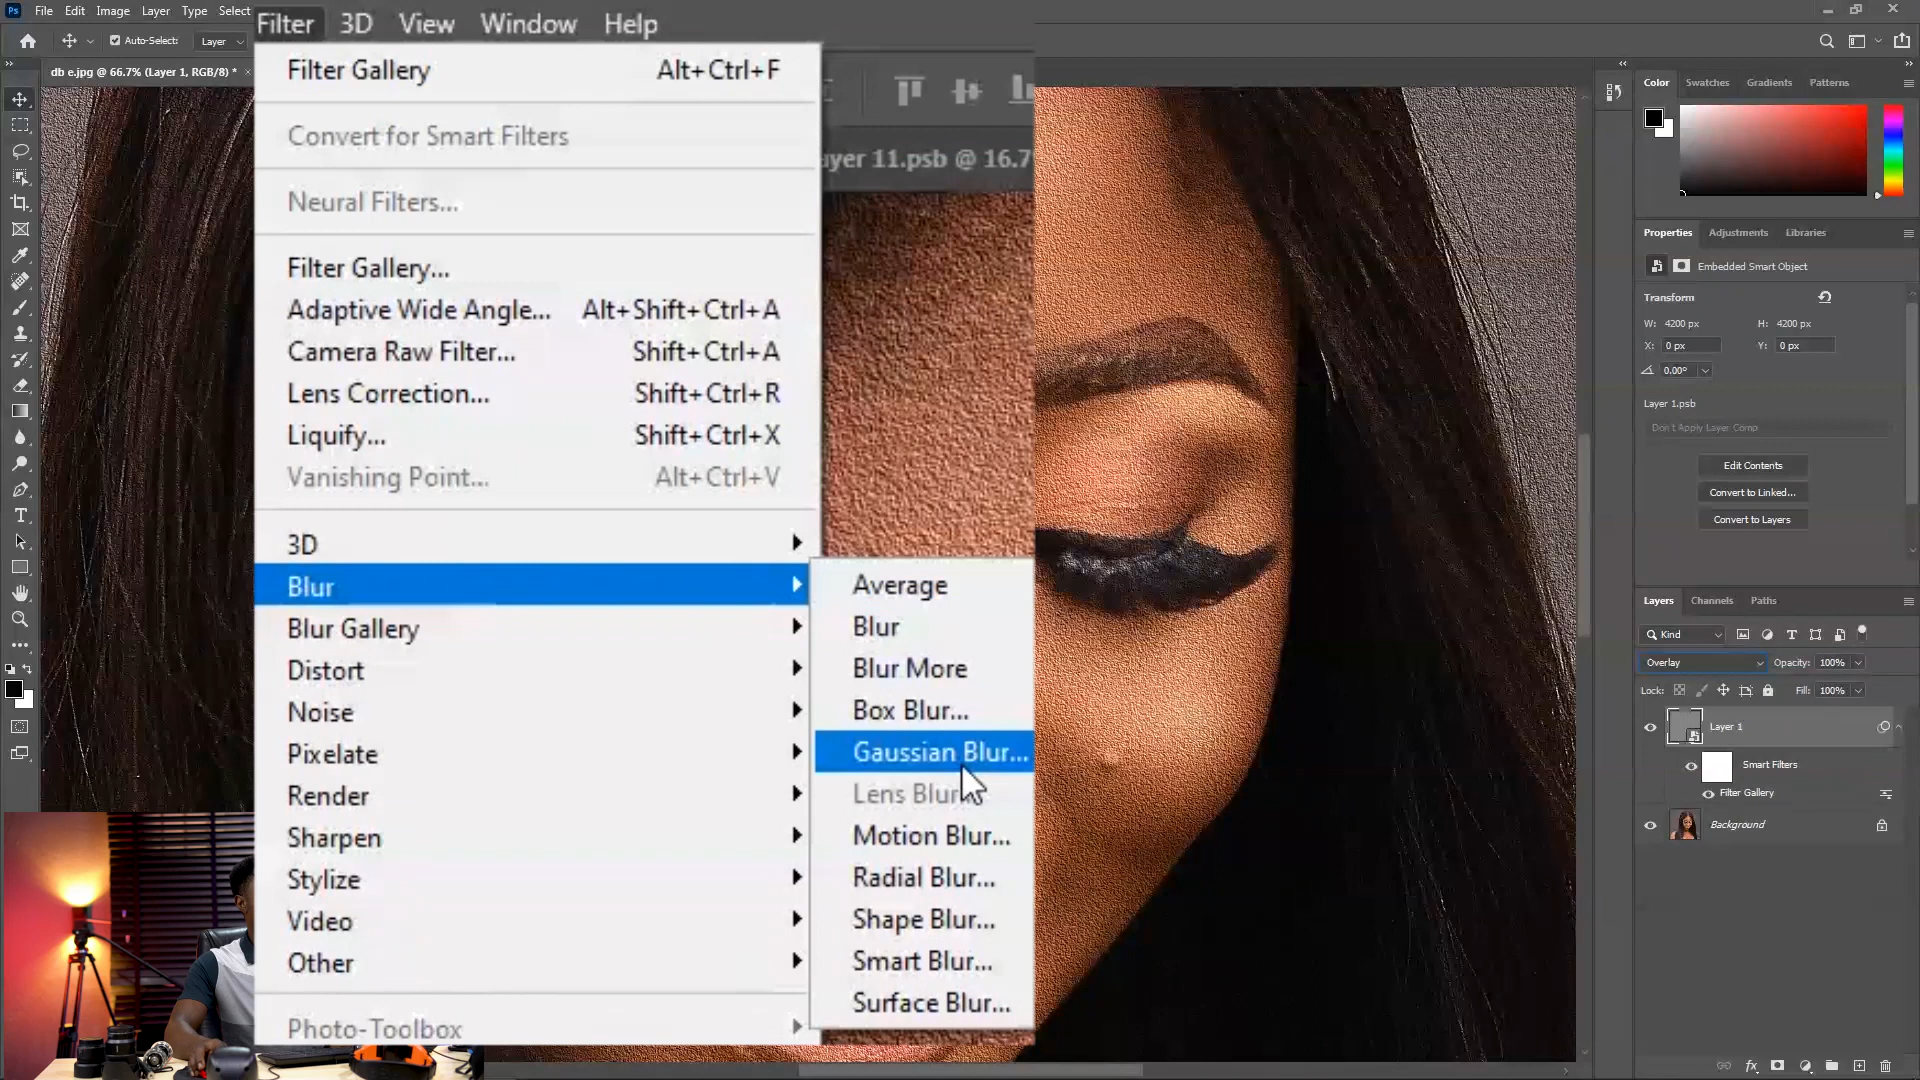 Ps File Edit Image Layer Type Select Filter 3D View Window Help
Auto-Select: Layer
db e.jpg @ 66.7% (Layer 1, RGB/8) *
Filter Gallery Alt+Ctrl+F
Convert for Smart Filters
Neural Filters...
Filter Gallery...
Adaptive Wide Angle... Alt+Shift+Ctrl+A
Camera Raw Filter... Shift+Ctrl+A
Lens Correction... Shift+Ctrl+R
Liquify... Shift+Ctrl+X
Vanishing Point... Alt+Ctrl+V
3D
Blur
Blur Gallery
Distort
Noise
Pixelate
Render
Sharpen
Stylize
Video
Other
Photo-Toolbox
Average
Blur
Blur More
Box Blur...
Gaussian Blur...
Lens Blur
Motion Blur...
Radial Blur...
Shape Blur...
Smart Blur...
Surface Blur...
ayer 11.psb @ 16.7
Color Swatches Gradients Patterns
Properties Adjustments Libraries
Embedded Smart Object
Transform
W: 4200 px H: 4200 px
X: 0 px Y: 0 px
0.00°
Layer 1.psb
Don't Apply Layer Comp
Edit Contents
Convert to Linked...
Convert to Layers
Layers Channels Paths
Kind
Overlay Opacity: 100%
Lock: Fill: 100%
Layer 1
Smart Filters
Filter Gallery
Background